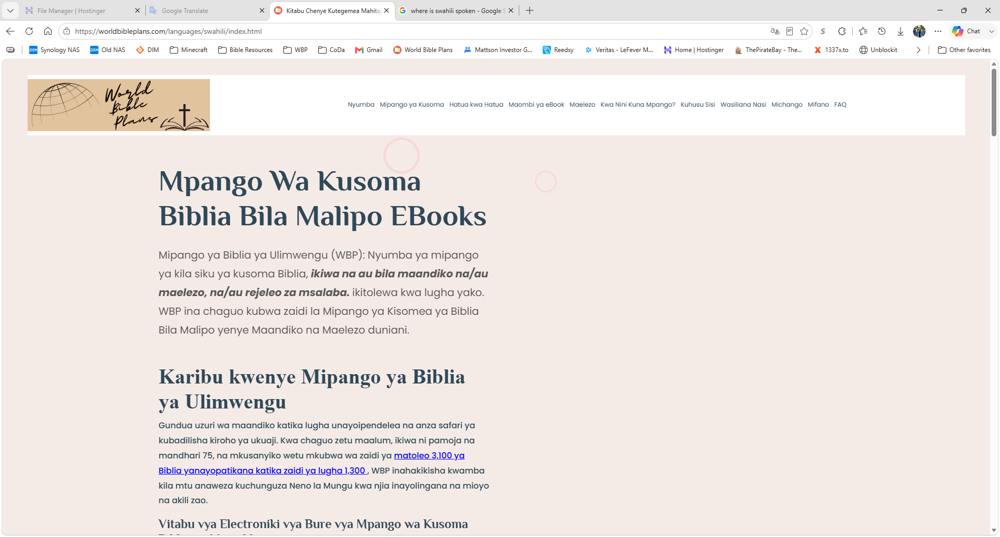 File Manager | Hostinger
Google Translate
Kitabu Chenye Kutegemea Mahita
where is swahili spoken - Google S
https://worldbibleplans.com/languages/swahili/index.html
Chat
Synology NAS
Old NAS
DIM
Minecraft
Bible Resources
WBP
CoDa
Gmail
World Bible Plans
Mattson Investor G...
Reedsy
Veritas - LeFever M...
Home | Hostinger
ThePirateBay - The...
1337x.to
Unblockit
Other favorites
World
Bible
Plans
Nyumba Mipango ya Kusoma Hatua kwa Hatua Maombi ya eBook Maelezo Kwa Nini Kuna Mpango? Kuhusu Sisi Wasiliana Nasi Michango Mifano FAQ
Mpango Wa Kusoma
Biblia Bila Malipo EBooks
Mipango ya Biblia ya Ulimwengu (WBP): Nyumba ya mipango
ya kila siku ya kusoma Biblia, ikiwa na au bila maandiko na/au
maelezo, na/au rejeleo za msalaba. ikitolewa kwa lugha yako.
WBP ina chaguo kubwa zaidi la Mipango ya Kisomea ya Biblia
Bila Malipo yenye Maandiko na Maelezo duniani.
Karibu kwenye Mipango ya Biblia
ya Ulimwengu
Gundua uzuri wa maandiko katika lugha unayoipendelea na anza safari ya
kubadilisha kiroho ya ukuaji. Kwa chaguo zetu maalum, ikiwa ni pamoja na
mandhari 75, na mkusanyiko wetu mkubwa wa zaidi ya matoleo 3,100 ya
Biblia yanayopatikana katika zaidi ya lugha 1,300 , WBP inahakikisha kwamba
kila mtu anaweza kuchunguza Neno la Mungu kwa njia inayolingana na mioyo
na akili zao.
Vitabu vya Electroniki vya Bure vya Mpango wa Kusoma